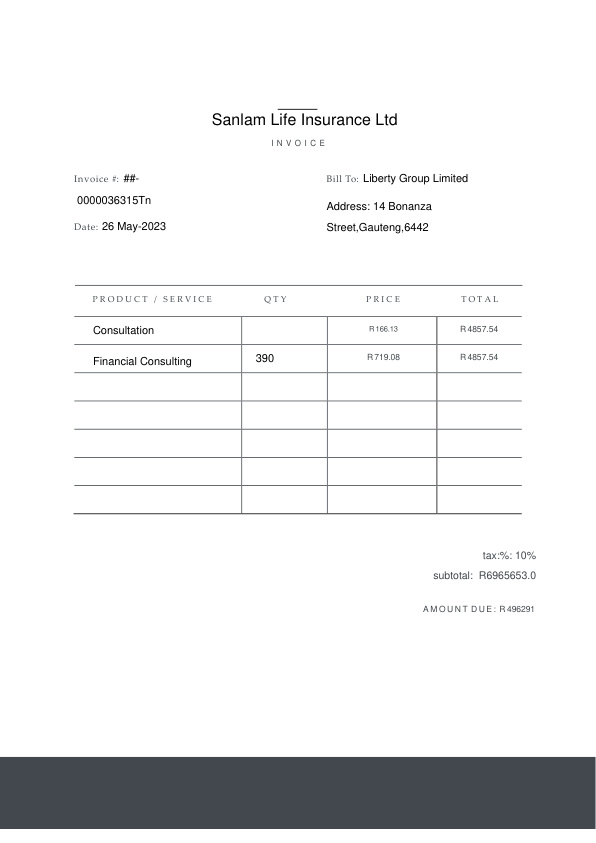 Sanlam Life Insurance Ltd
INVOICE
Invoice #: ##-
0000036315Tn
Date: 26 May-2023
Bill To: Liberty Group Limited
Address: 14 Bonanza
Street,Gauteng,6442
PRODUCT / SERVICE QTY PRICE TOTAL
Consultation R166.13 R4857.54
Financial Consulting 390 R719.08 R4857.54
tax:%: 10%
subtotal: R6965653.0
AMOUNT DUE: R496291